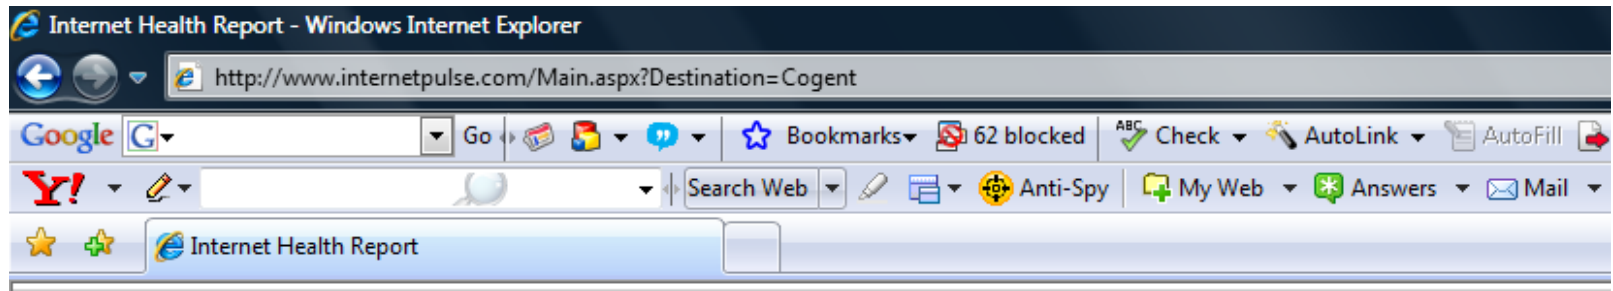 Internet Health Report - Windows Internet Explorer
http://www.internetpulse.com/Main.aspx?Destination=Cogent
Google G Go Bookmarks 62 blocked ABC Check AutoLink AutoFill
Y! Search Web Anti-Spy My Web Answers Mail
Internet Health Report